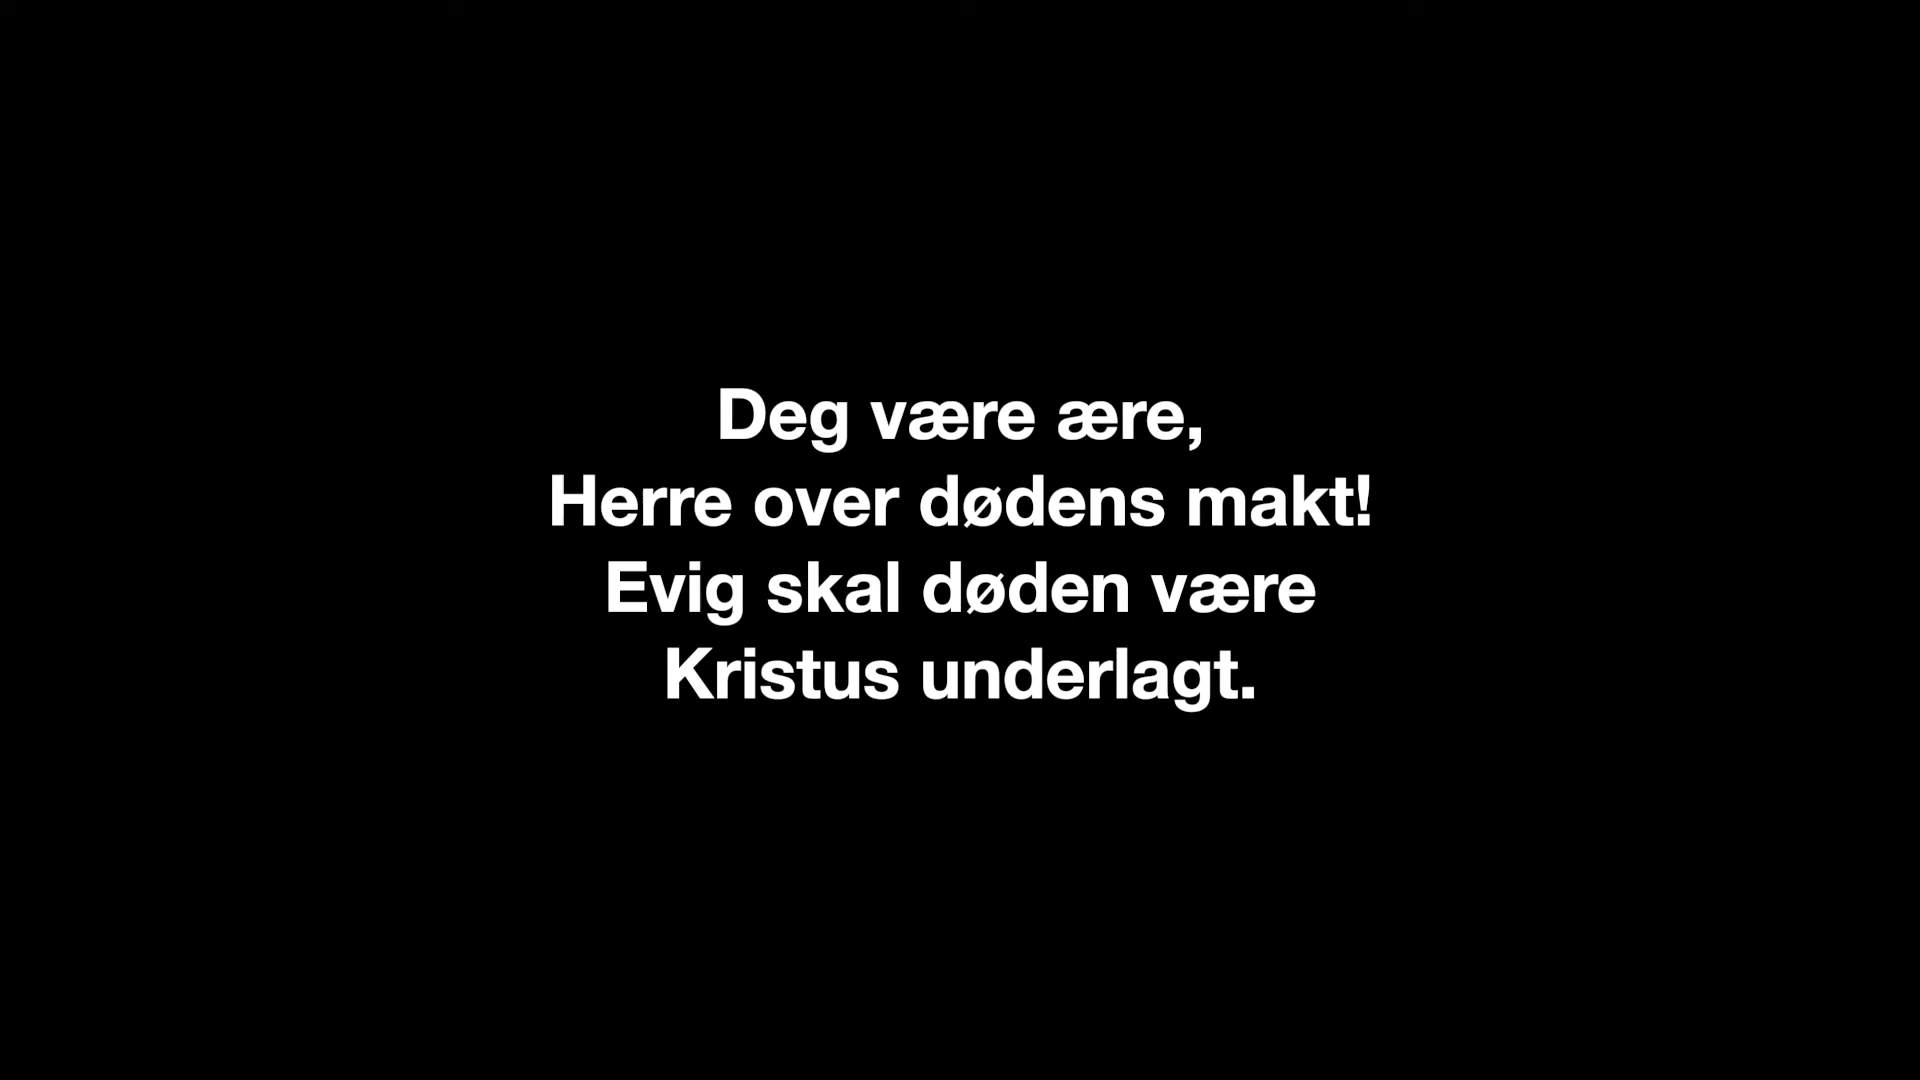 Deg være ære,
Herre over dødens makt!
Evig skal døden være
Kristus underlagt.